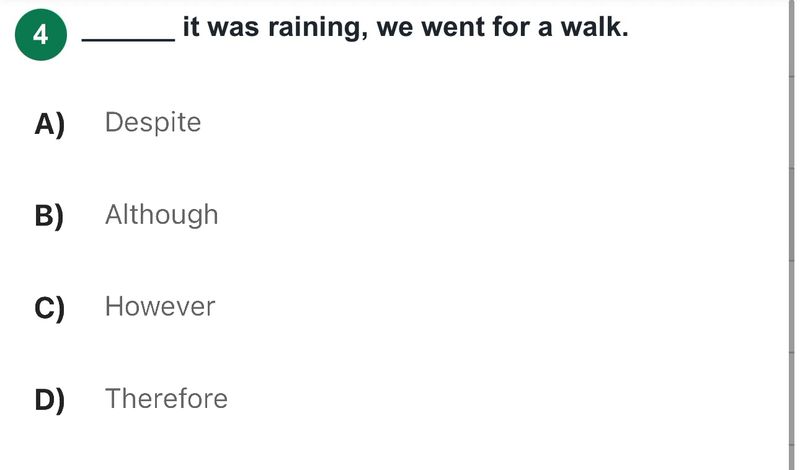 4 ______ it was raining, we went for a walk.
A) Despite
B) Although
C) However
D) Therefore